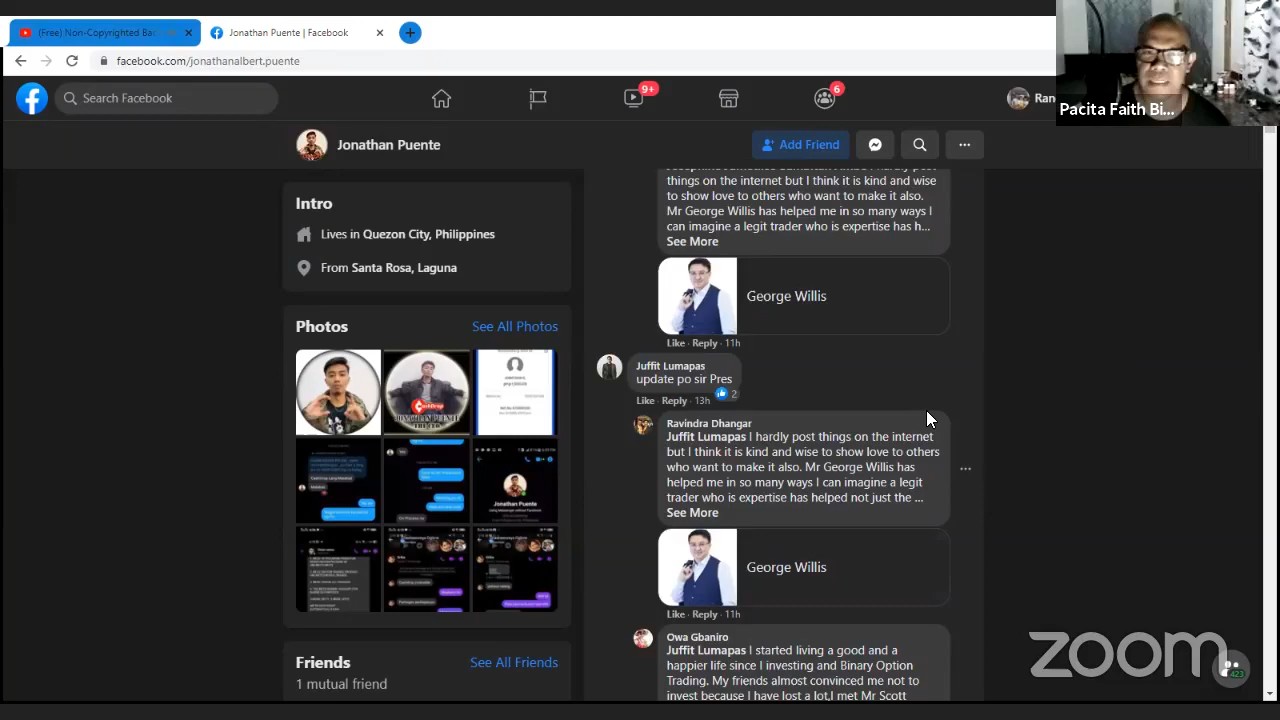 (Free) Non-Copyrighted Ba
Jonathan Puente | Facebook
facebook.com/jonathanalbert.puente
Search Facebook
9+
6
Ran
Pacita Faith Bi...
Jonathan Puente
Add Friend
Intro
Lives in Quezon City, Philippines
From Santa Rosa, Laguna
Photos
See All Photos
JONATHAN PUENTE
Jonathan Puente
Friends
See All Friends
1 mutual friend
I hardly post
things on the internet but I think it is kind and wise
to show love to others who want to make it also.
Mr George Willis has helped me in so many ways I
can imagine a legit trader who is expertise has h...
See More
George Willis
Like · Reply · 11h
Juffit Lumapas
update po sir Pres
2
Like · Reply · 13h
Ravindra Dhangar
Juffit Lumapas I hardly post things on the internet
but I think it is kind and wise to show love to others
who want to make it also. Mr George Willis has
helped me in so many ways I can imagine a legit
trader who is expertise has helped not just the ...
See More
George Willis
Like · Reply · 11h
Owa Gbaniro
Juffit Lumapas I started living a good and a
happier life since I investing and Binary Option
Trading. My friends almost convinced me not to
invest because I have lost a lot,I met Mr Scott
zoom
423